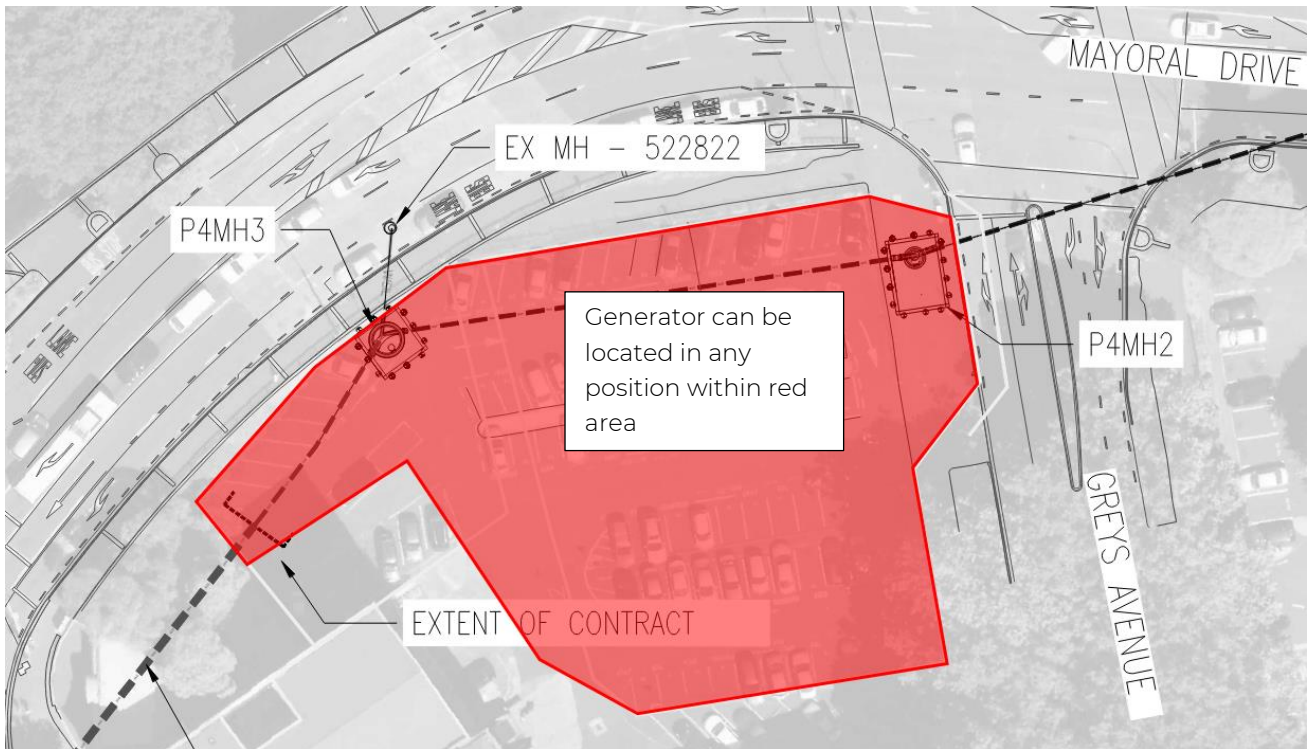 MAYORAL DRIVE
EX MH - 522822
P4MH3
Generator can be
located in any
position within red
area
P4MH2
GREYS AVENUE
EXTENT OF CONTRACT